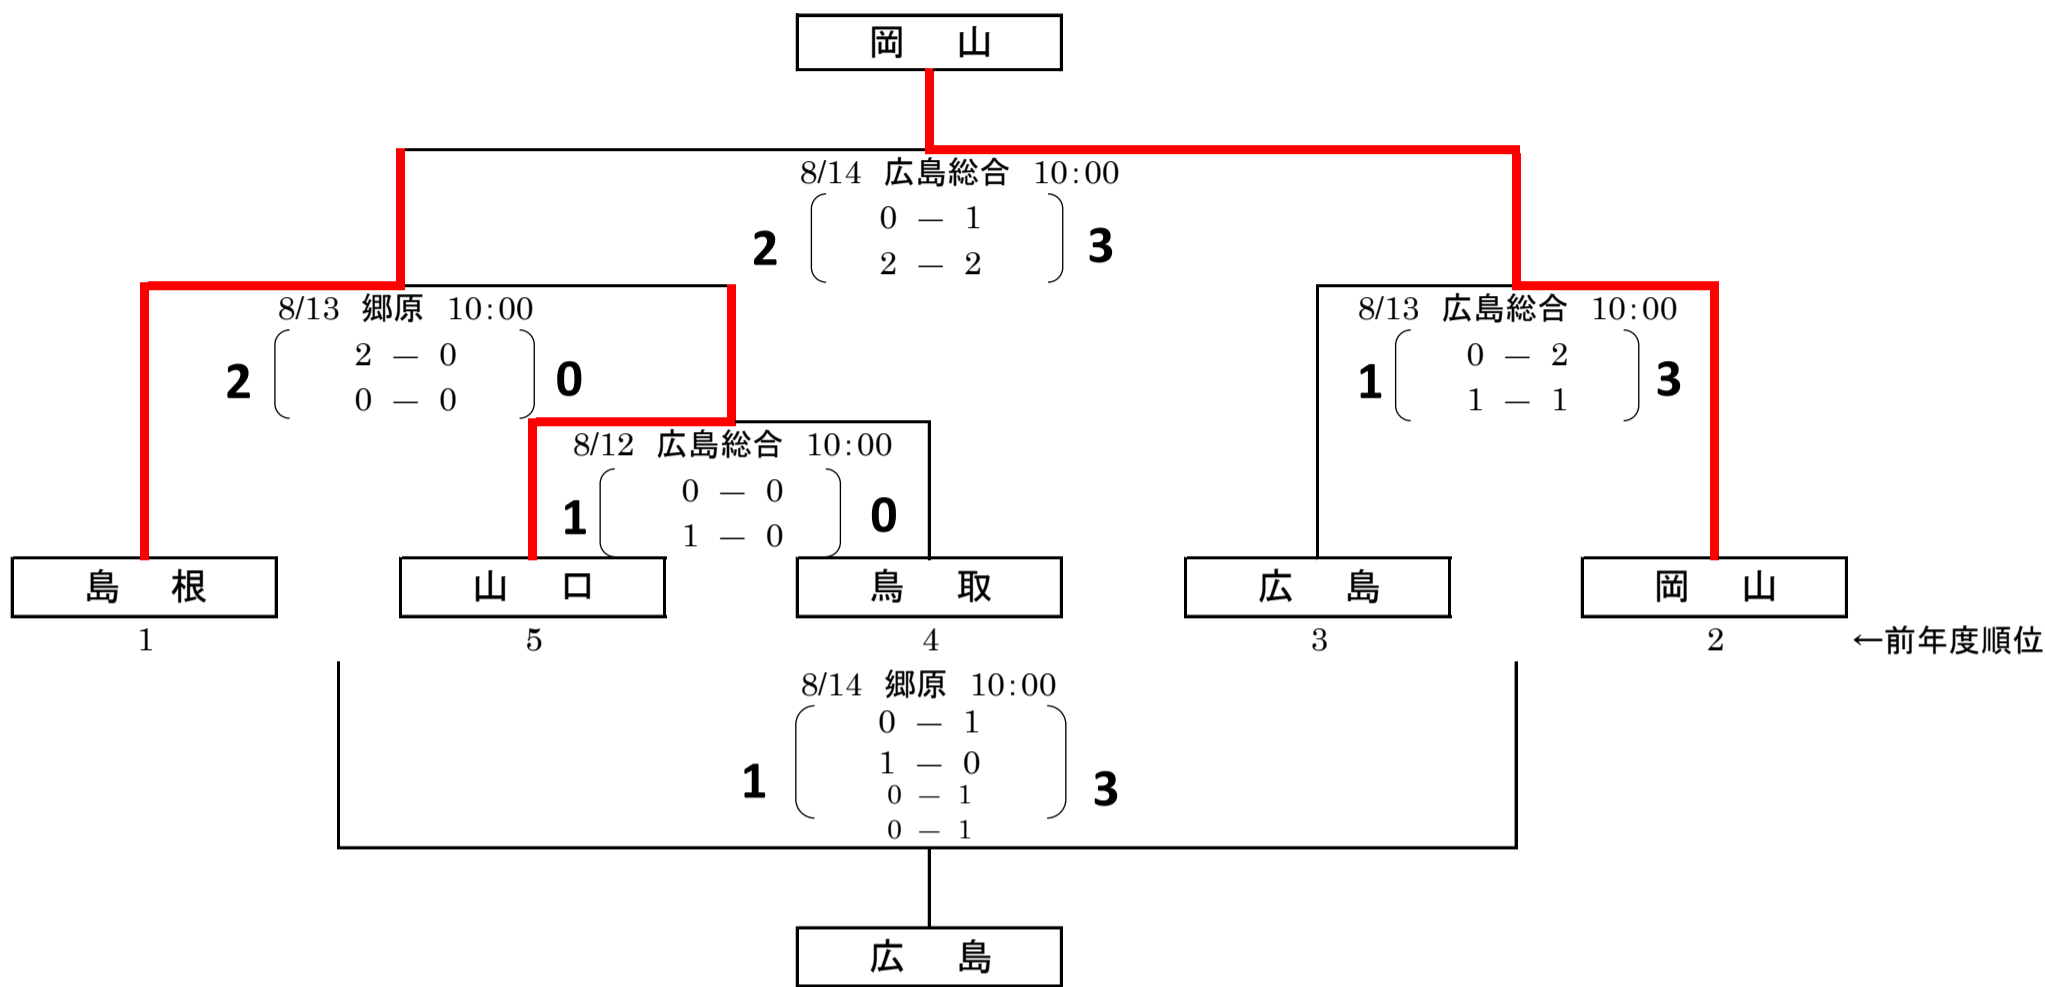 岡　山
8/14 広島総合 10:00
2 0 － 1 3
2 － 2
8/13 郷原 10:00
2 2 － 0 0
0 － 0
8/13 広島総合 10:00
1 0 － 2 3
1 － 1
8/12 広島総合 10:00
1 0 － 0 0
1 － 0
島　根 山　口 鳥　取 広　島 岡　山
1 5 4 3 2 ←前年度順位
8/14 郷原 10:00
0 － 1
1 － 0
1 0 － 1 3
0 － 1
広　島